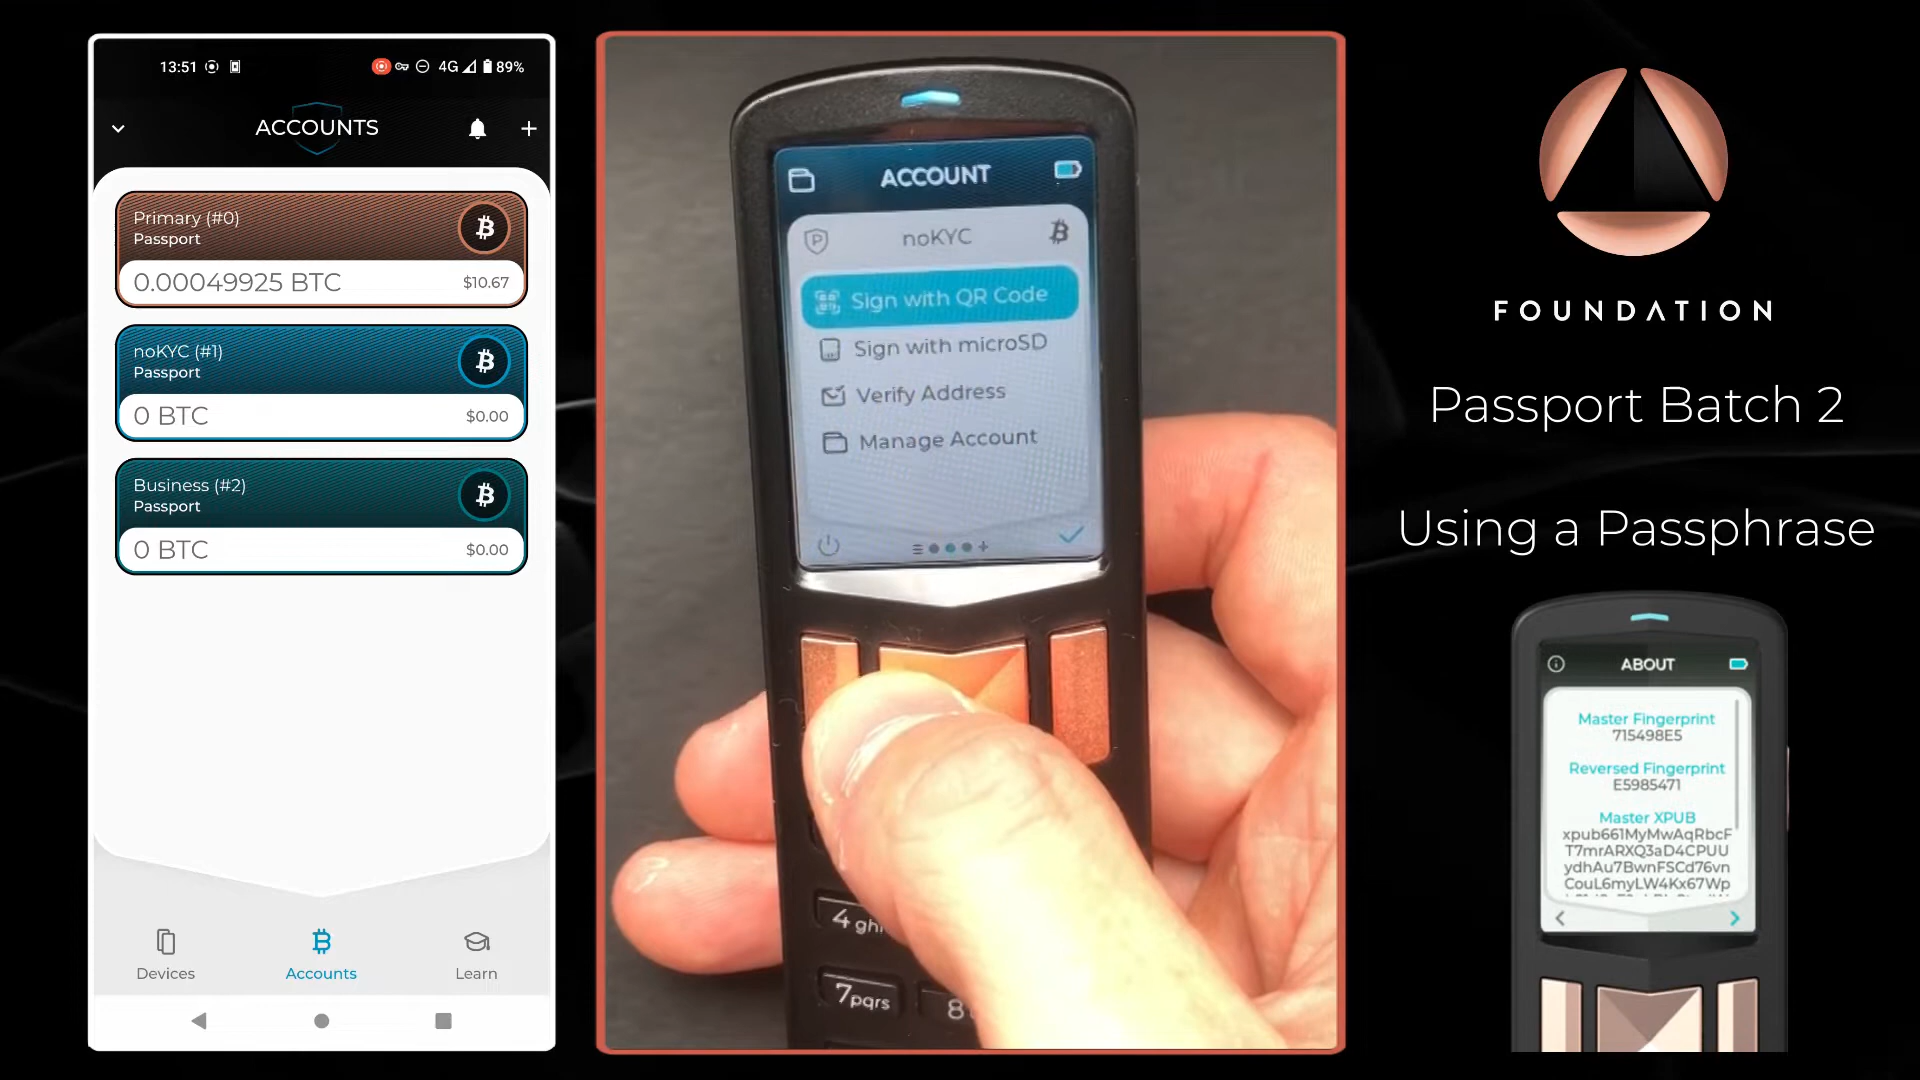 13:51
4G
89%
ACCOUNTS
Primary (#0)
Passport
0.00049925 BTC
$10.67
noKYC (#1)
Passport
0 BTC
$0.00
Business (#2)
Passport
0 BTC
$0.00
Devices
Accounts
Learn
ACCOUNT
noKYC
Sign with QR Code
Sign with microSD
Verify Address
Manage Account
4 ghi
7pqrs
8
FOUNDATION
Passport Batch 2
Using a Passphrase
ABOUT
Master Fingerprint
715498E5
Reversed Fingerprint
E5985471
Master XPUB
xpub661MyMwAqRbcF
T7mrARXQ3aD4CPUU
ydhAu7BwnFSCd76vn
CouL6myLW4Kx67Wp